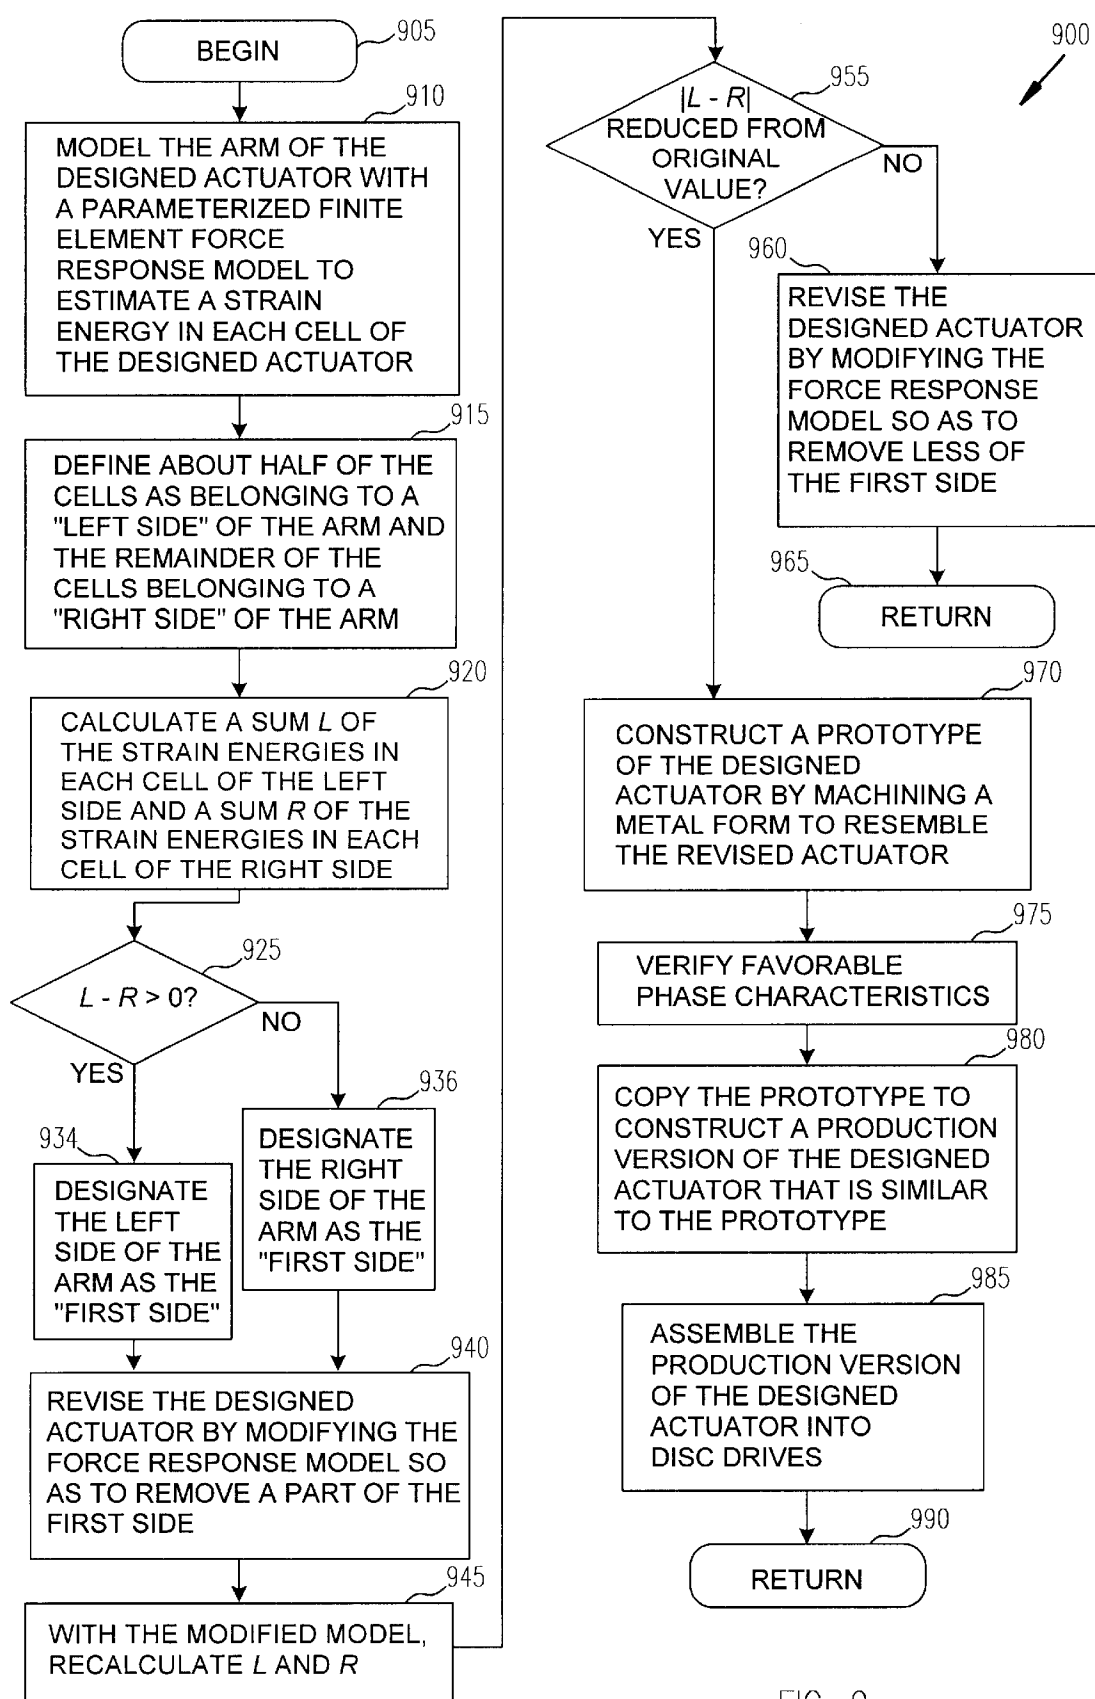 BEGIN
905
910
MODEL THE ARM OF THE
DESIGNED ACTUATOR WITH
A PARAMETERIZED FINITE
ELEMENT FORCE
RESPONSE MODEL TO
ESTIMATE A STRAIN
ENERGY IN EACH CELL OF
THE DESIGNED ACTUATOR
915
DEFINE ABOUT HALF OF THE
CELLS AS BELONGING TO A
"LEFT SIDE" OF THE ARM AND
THE REMAINDER OF THE
CELLS BELONGING TO A
"RIGHT SIDE" OF THE ARM
920
CALCULATE A SUM L OF
THE STRAIN ENERGIES IN
EACH CELL OF THE LEFT
SIDE AND A SUM R OF THE
STRAIN ENERGIES IN EACH
CELL OF THE RIGHT SIDE
925
L - R > 0?
NO
YES
934
DESIGNATE
THE LEFT
SIDE OF THE
ARM AS THE
"FIRST SIDE"
936
DESIGNATE
THE RIGHT
SIDE OF THE
ARM AS THE
"FIRST SIDE"
940
REVISE THE DESIGNED
ACTUATOR BY MODIFYING THE
FORCE RESPONSE MODEL SO
AS TO REMOVE A PART OF THE
FIRST SIDE
945
WITH THE MODIFIED MODEL,
RECALCULATE L AND R
900
955
|L - R|
REDUCED FROM
ORIGINAL
VALUE?
NO
YES
960
REVISE THE
DESIGNED ACTUATOR
BY MODIFYING THE
FORCE RESPONSE
MODEL SO AS TO
REMOVE LESS OF
THE FIRST SIDE
965
RETURN
970
CONSTRUCT A PROTOTYPE
OF THE DESIGNED
ACTUATOR BY MACHINING A
METAL FORM TO RESEMBLE
THE REVISED ACTUATOR
975
VERIFY FAVORABLE
PHASE CHARACTERISTICS
980
COPY THE PROTOTYPE TO
CONSTRUCT A PRODUCTION
VERSION OF THE DESIGNED
ACTUATOR THAT IS SIMILAR
TO THE PROTOTYPE
985
ASSEMBLE THE
PRODUCTION VERSION
OF THE DESIGNED
ACTUATOR INTO
DISC DRIVES
990
RETURN